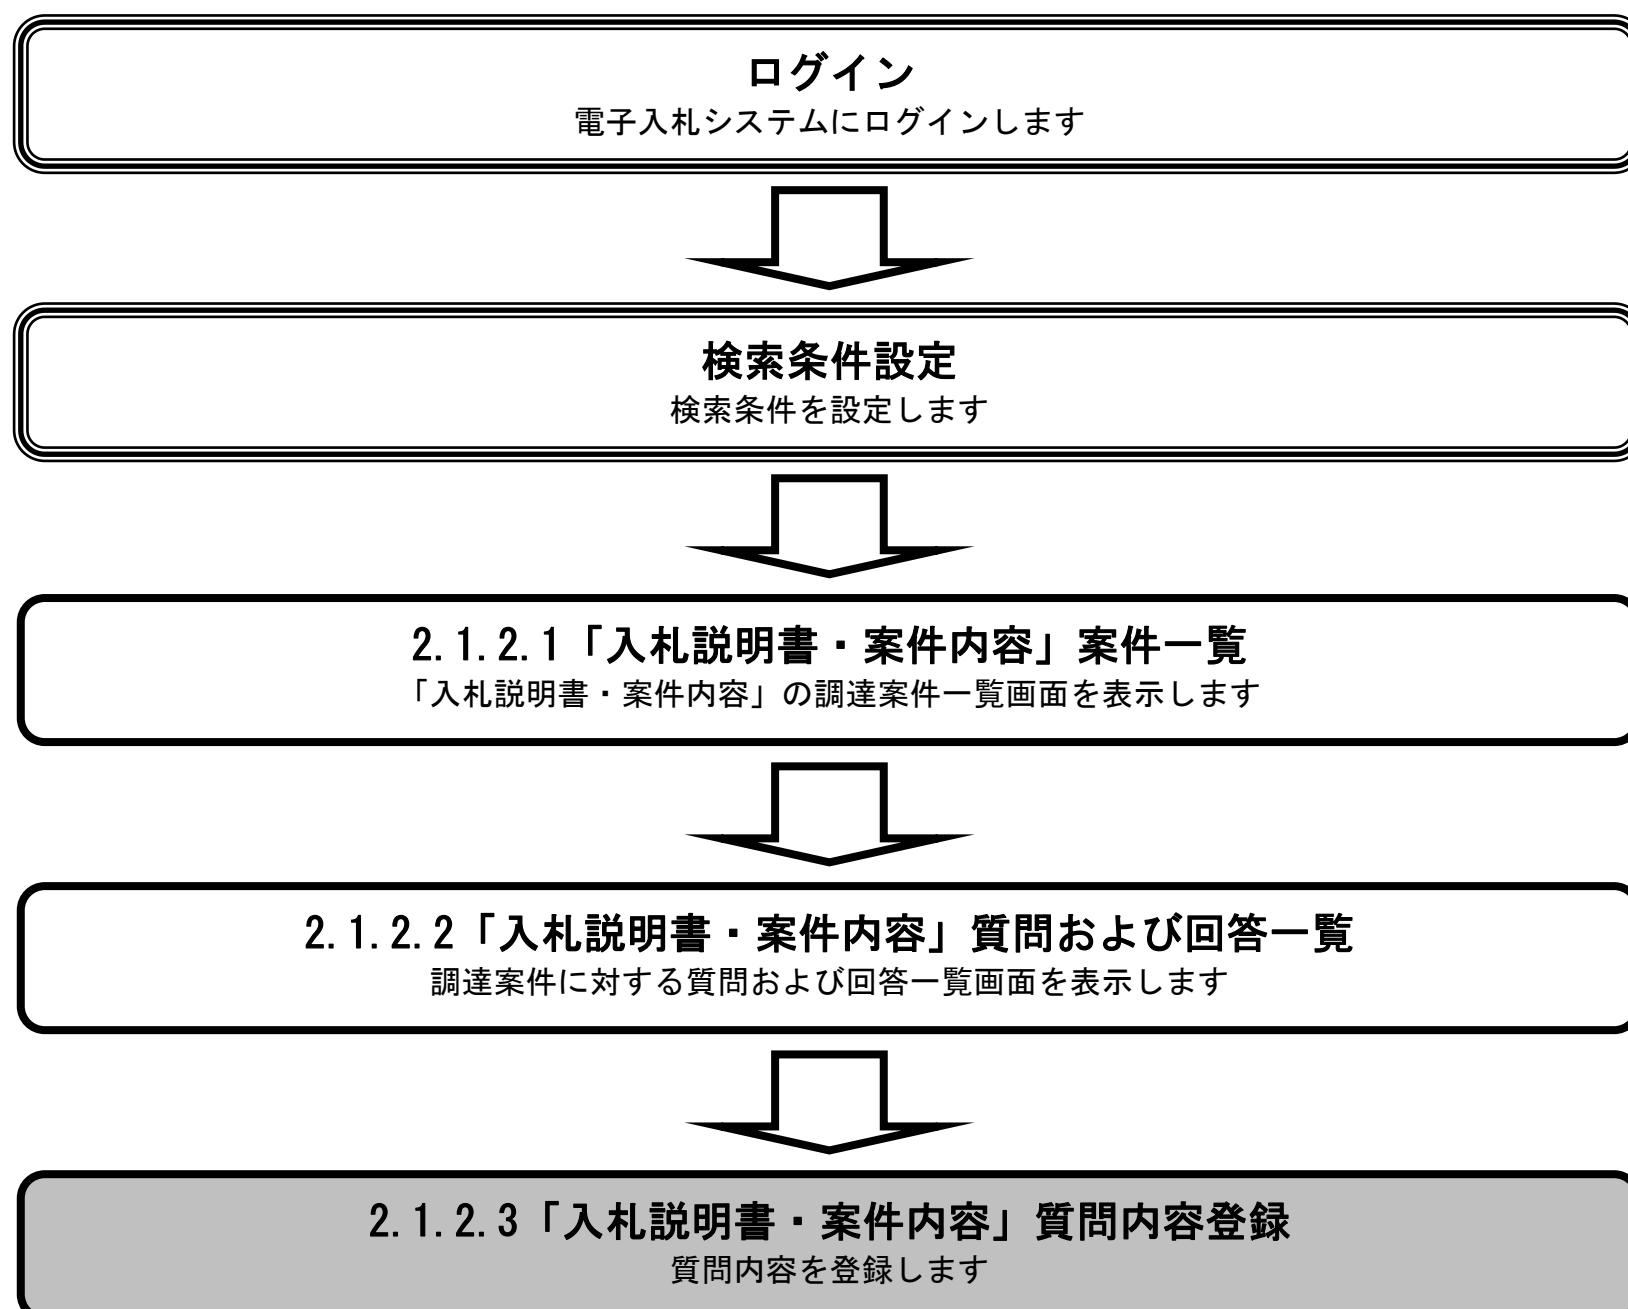 ログイン
電子入札システムにログインします
検索条件設定
検索条件を設定します
2.1.2.1「入札説明書・案件内容」案件一覧
「入札説明書・案件内容」の調達案件一覧画面を表示します
2.1.2.2「入札説明書・案件内容」質問および回答一覧
調達案件に対する質問および回答一覧画面を表示します
2.1.2.3「入札説明書・案件内容」質問内容登録
質問内容を登録します